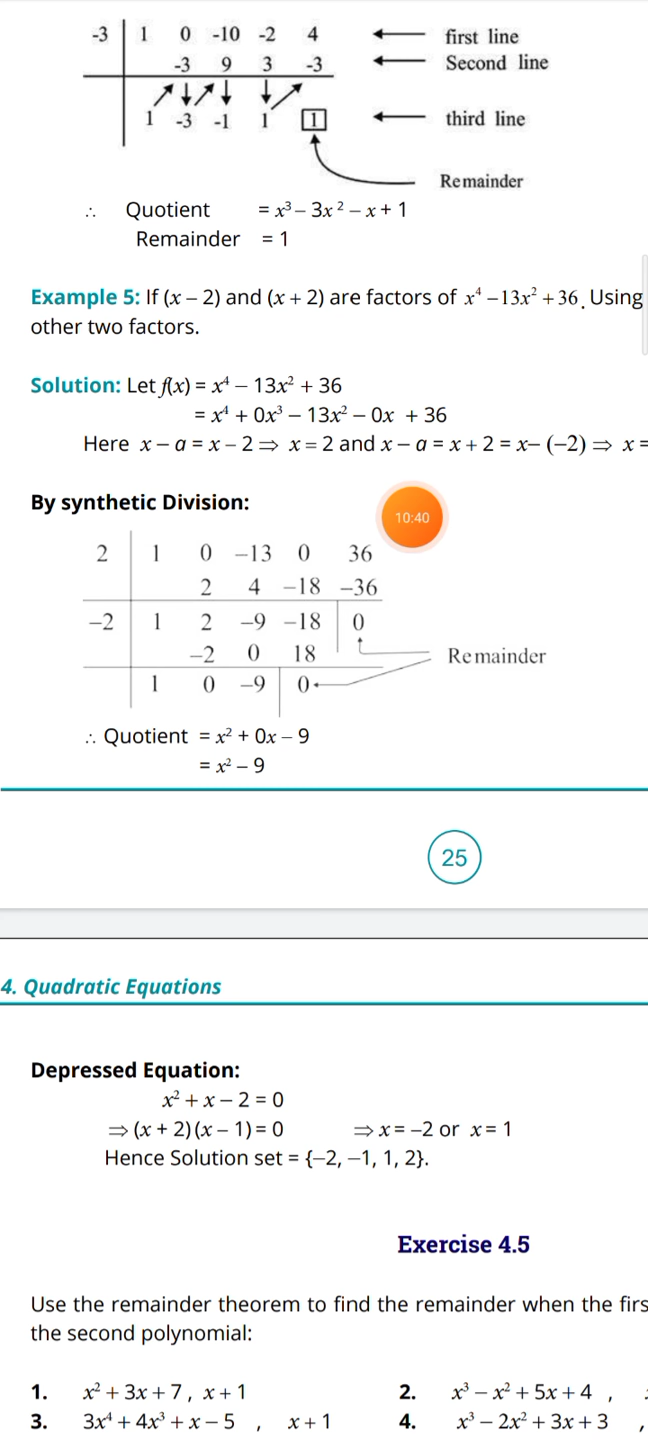 -3 1 0 -10 -2 4 first line
-3 9 3 -3 Second line
1 -3 -1 1 1 third line
Remainder
∴ Quotient = x³ – 3x² – x + 1
Remainder = 1
Example 5: If (x – 2) and (x + 2) are factors of x⁴ –13x² + 36. Using
other two factors.
Solution: Let f(x) = x⁴ – 13x² + 36
= x⁴ + 0x³ – 13x² – 0x + 36
Here x – a = x – 2 ⇒ x = 2 and x – a = x + 2 = x– (–2) ⇒ x =
By synthetic Division:
10:40
2 1 0 –13 0 36
2 4 –18 –36
–2 1 2 –9 –18 0
–2 0 18
Remainder
1 0 –9 0
∴ Quotient = x² + 0x – 9
= x² – 9
25
4. Quadratic Equations
Depressed Equation:
x² + x – 2 = 0
⇒ (x + 2)(x – 1) = 0 ⇒ x = –2 or x = 1
Hence Solution set = {–2, –1, 1, 2}.
Exercise 4.5
Use the remainder theorem to find the remainder when the firs
the second polynomial:
1. x² + 3x + 7 , x + 1 2. x³ – x² + 5x + 4 ,
3. 3x⁴ + 4x³ + x – 5 , x + 1 4. x³ – 2x² + 3x + 3 ,